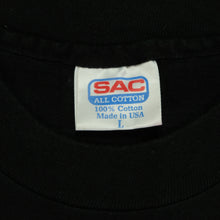 SAC
ALL COTTON
100% Cotton
Made in USA
L